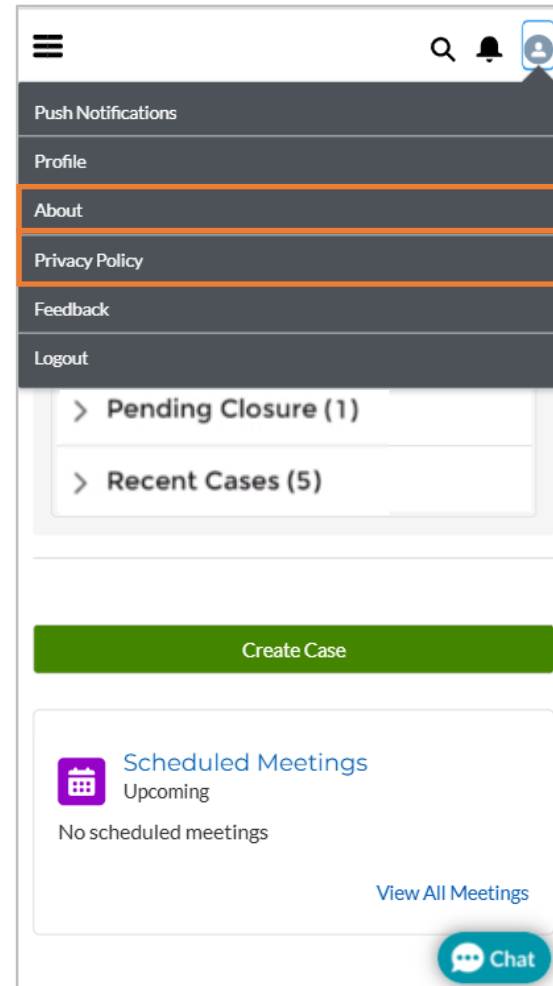 Push Notifications
Profile
About
Privacy Policy
Feedback
Logout
Pending Closure (1)
Recent Cases (5)
Create Case
Scheduled Meetings
Upcoming
No scheduled meetings
View All Meetings
Chat